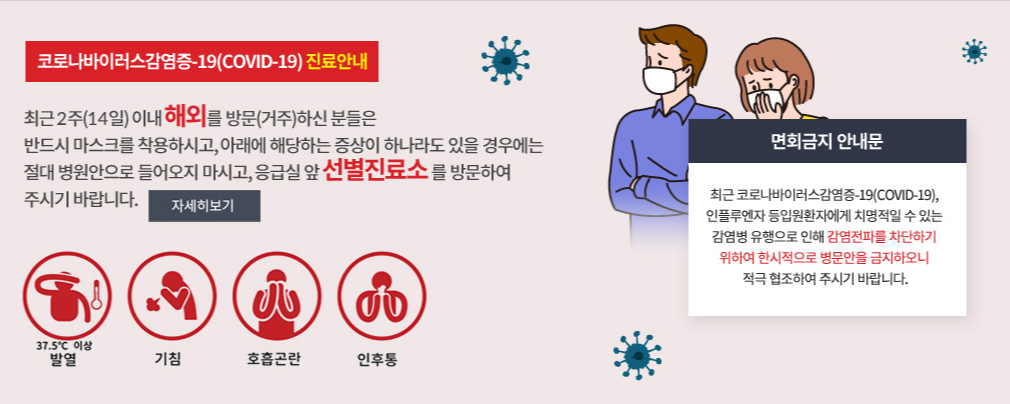 코로나바이러스감염증-19(COVID-19) 진료안내
최근 2주(14일) 이내 해외를 방문(거주)하신 분들은
반드시 마스크를 착용하시고, 아래에 해당하는 증상이 하나라도 있을 경우에는
절대 병원안으로 들어오지 마시고, 응급실 앞 선별진료소 를 방문하여
주시기 바랍니다.
자세히보기
37.5℃ 이상
발열
기침
호흡곤란
인후통
면회금지 안내문
최근 코로나바이러스감염증-19(COVID-19),
인플루엔자 등입원환자에게 치명적일 수 있는
감염병 유행으로 인해 감염전파를 차단하기
위하여 한시적으로 병문안을 금지하오니
적극 협조하여 주시기 바랍니다.